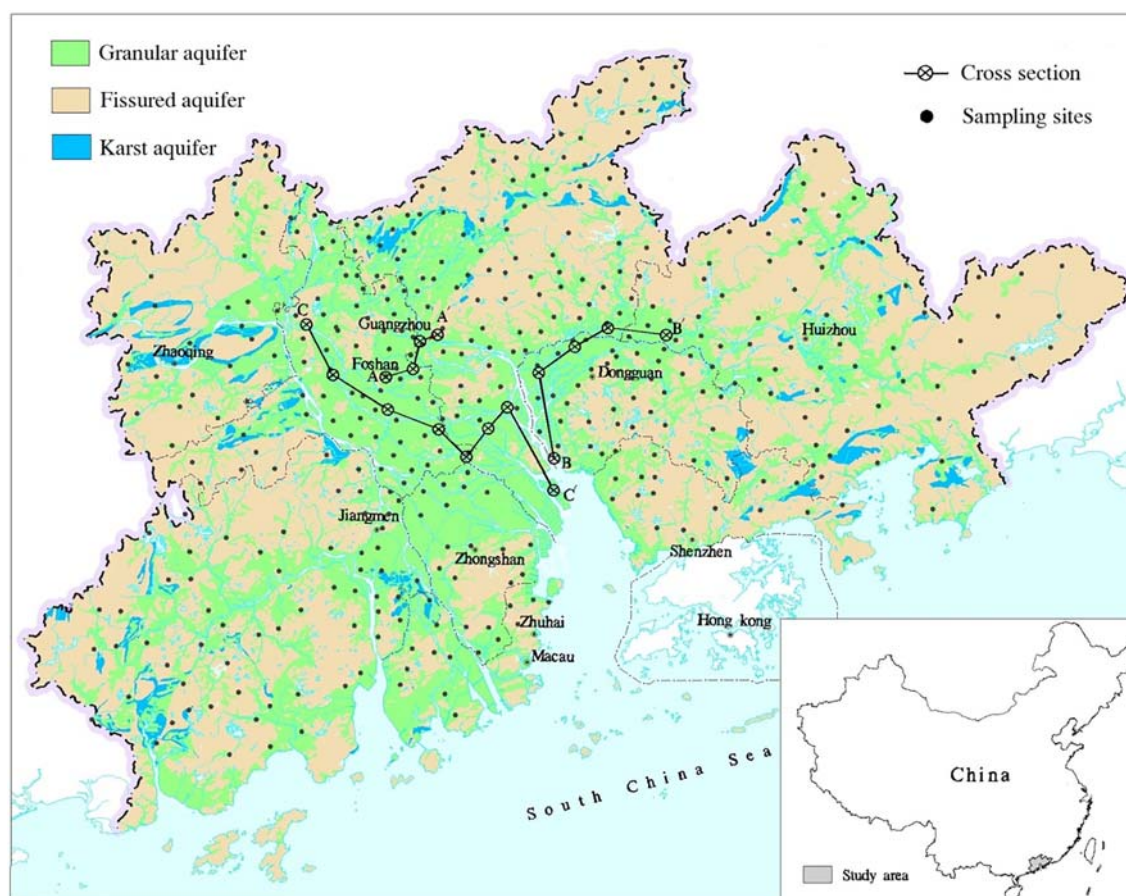 Granular aquifer
Fissured aquifer
Karst aquifer
Cross section
Sampling sites
C
Guangzhou
A
Zhaoqing
Foshan
A
B
Huizhou
Dongguan
B
C
Jiangmen
Zhongshan
Shenzhen
Zhuhai
Hong kong
Macau
South China Sea
China
Study area